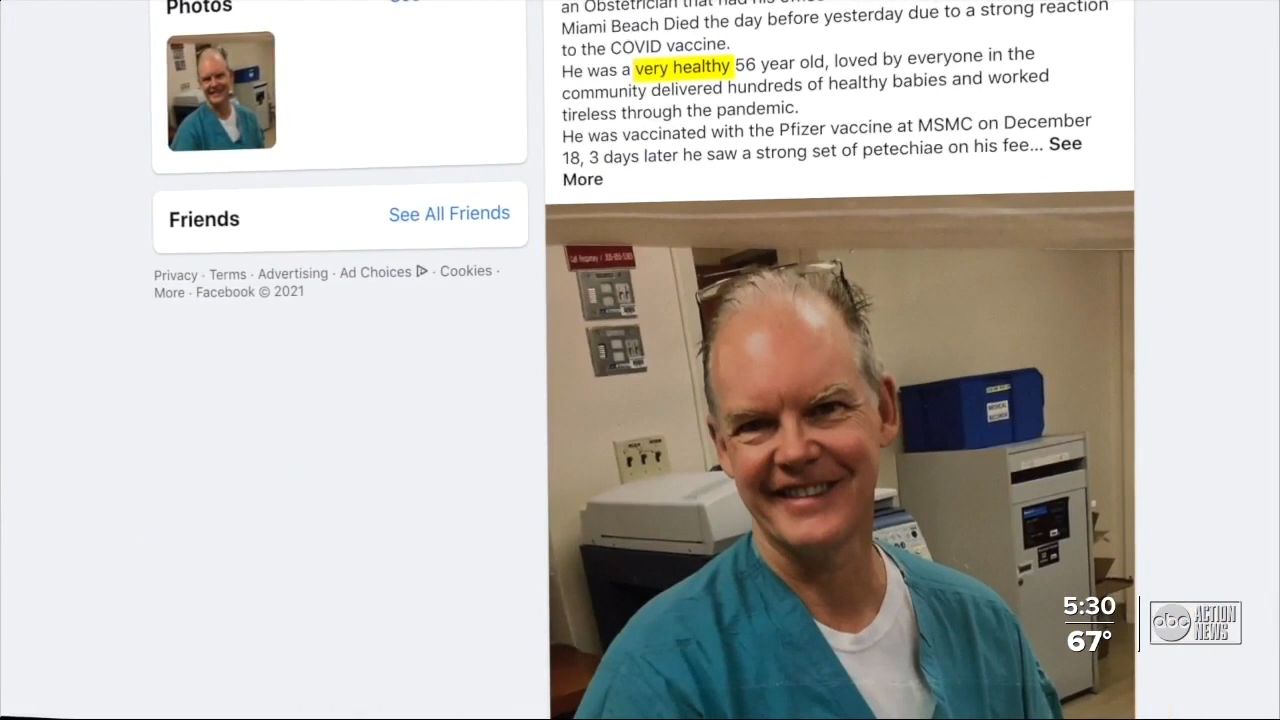 Photos
Friends
See All Friends
Privacy · Terms · Advertising · Ad Choices · Cookies ·
More · Facebook © 2021
an Obstetrician that had his
Miami Beach Died the day before yesterday due to a strong reaction
to the COVID vaccine.
He was a very healthy 56 year old, loved by everyone in the
community delivered hundreds of healthy babies and worked
tireless through the pandemic.
He was vaccinated with the Pfizer vaccine at MSMC on December
18, 3 days later he saw a strong set of petechiae on his fee... See
More
MEDICAL
RECORDS
5:30
67°
abc ACTION
NEWS